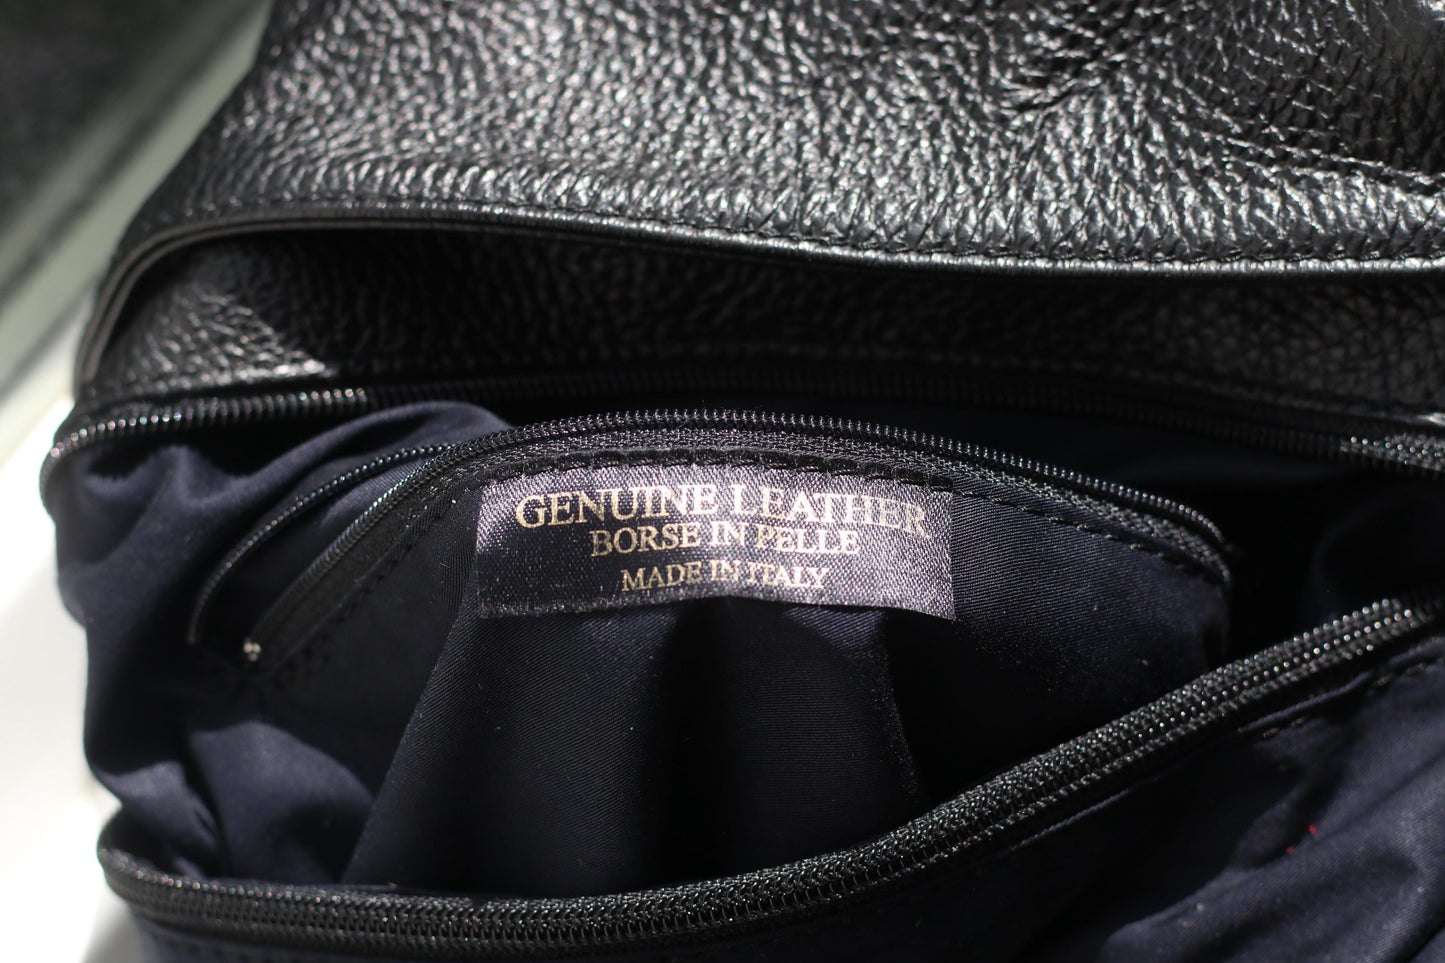 GENUINE LEATHER
BORSE IN PELLE
MADE IN ITALY